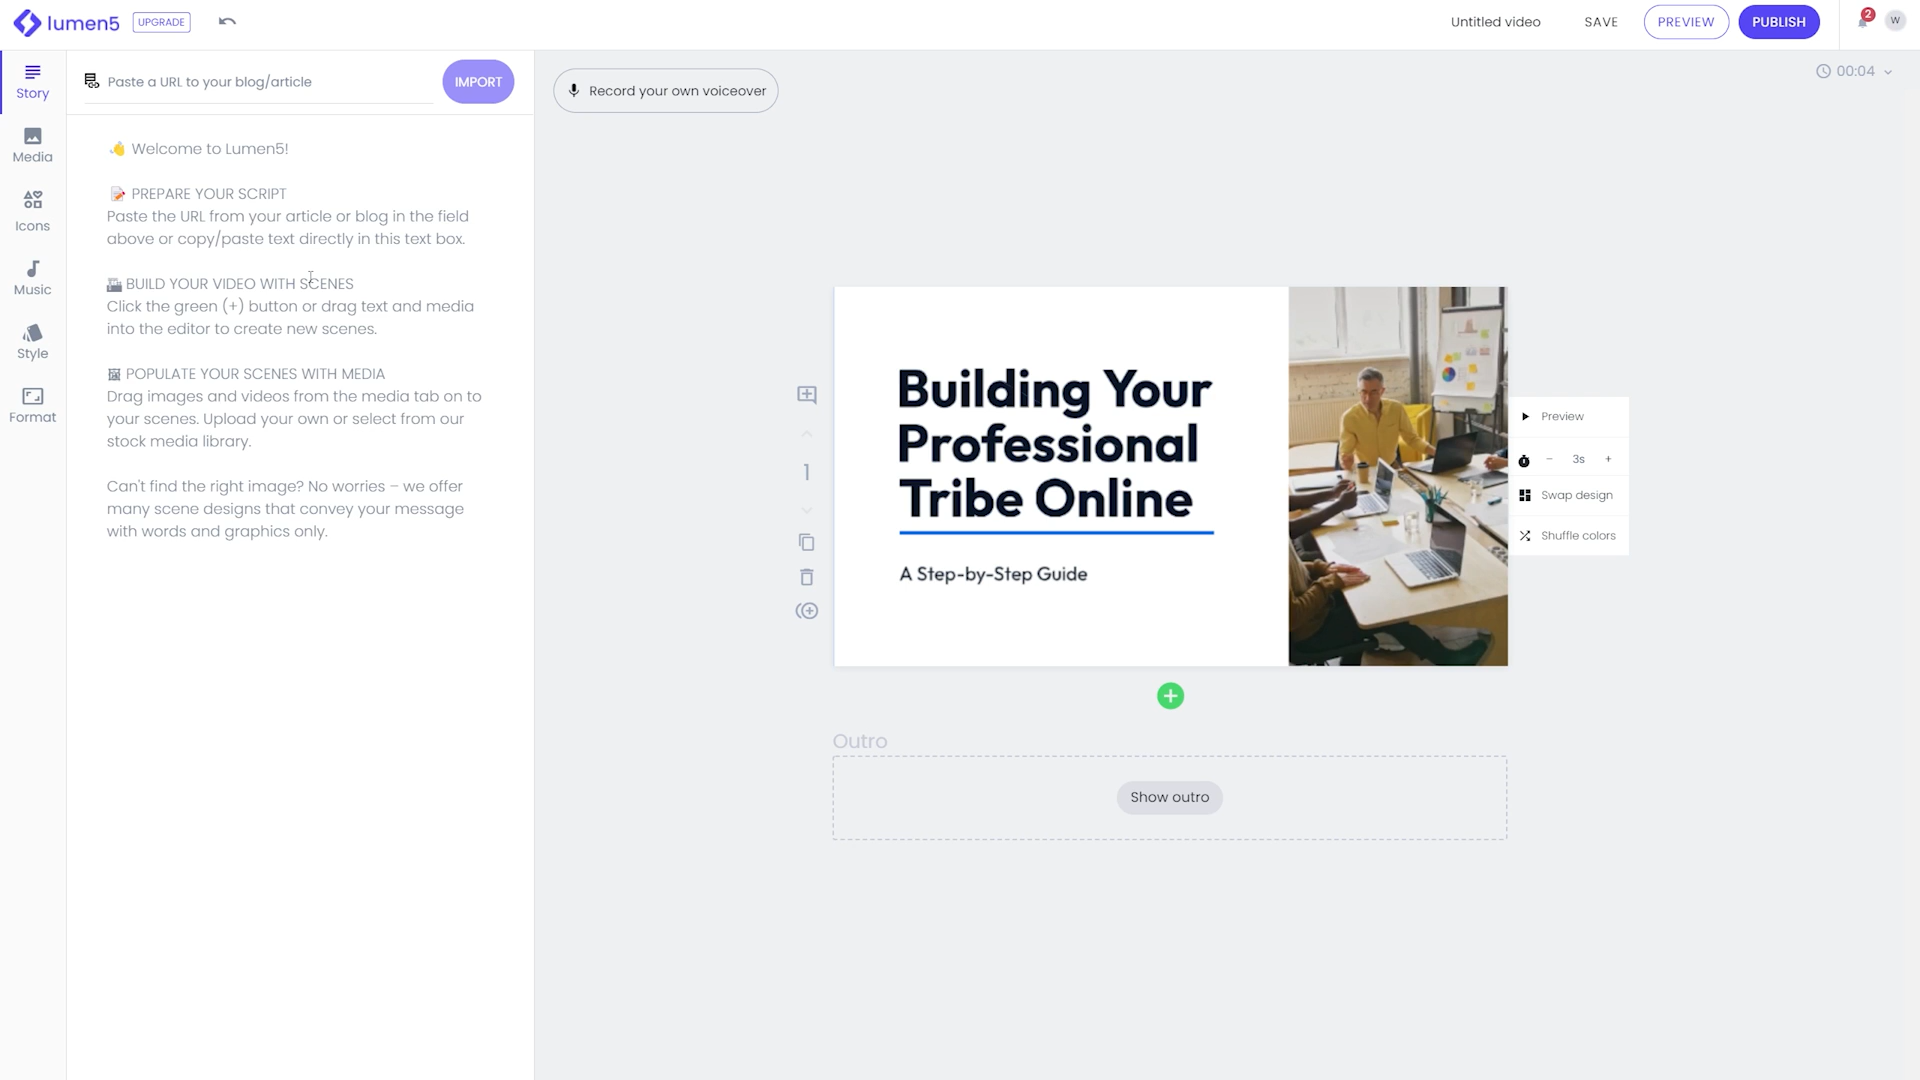 lumen5
UPGRADE
Untitled video
SAVE
PREVIEW
PUBLISH
2
W
Story
Media
Icons
Music
Style
Format
Paste a URL to your blog/article
IMPORT
Welcome to Lumen5!
PREPARE YOUR SCRIPT
Paste the URL from your article or blog in the field
above or copy/paste text directly in this text box.
BUILD YOUR VIDEO WITH SCENES
Click the green (+) button or drag text and media
into the editor to create new scenes.
POPULATE YOUR SCENES WITH MEDIA
Drag images and videos from the media tab on to
your scenes. Upload your own or select from our
stock media library.
Can't find the right image? No worries – we offer
many scene designs that convey your message
with words and graphics only.
Record your own voiceover
00:04
1
Building Your
Professional
Tribe Online
A Step-by-Step Guide
Preview
− 3s +
Swap design
Shuffle colors
Outro
Show outro